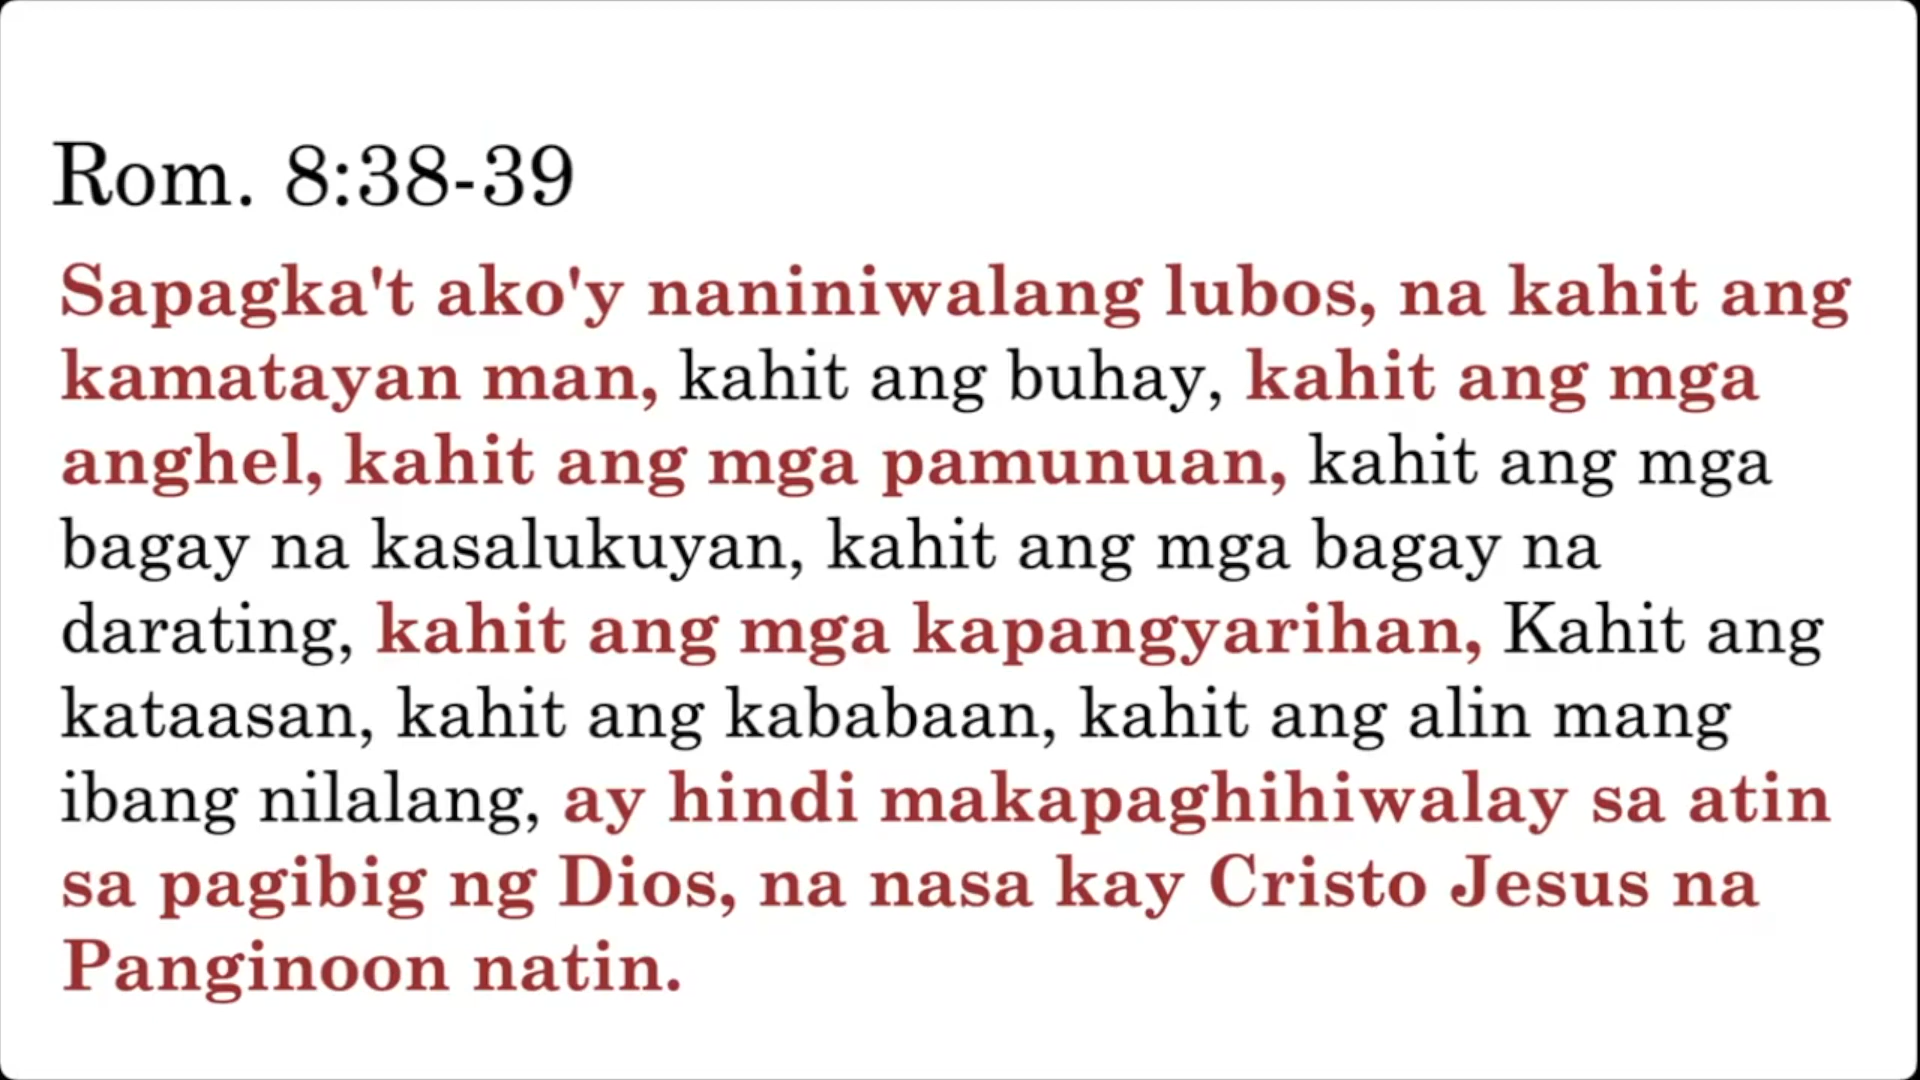 Rom. 8:38-39
Sapagka't ako'y naniniwalang lubos, na kahit ang
kamatayan man, kahit ang buhay, kahit ang mga
anghel, kahit ang mga pamunuan, kahit ang mga
bagay na kasalukuyan, kahit ang mga bagay na
darating, kahit ang mga kapangyarihan, Kahit ang
kataasan, kahit ang kababaan, kahit ang alin mang
ibang nilalang, ay hindi makapaghihiwalay sa atin
sa pagibig ng Dios, na nasa kay Cristo Jesus na
Panginoon natin.